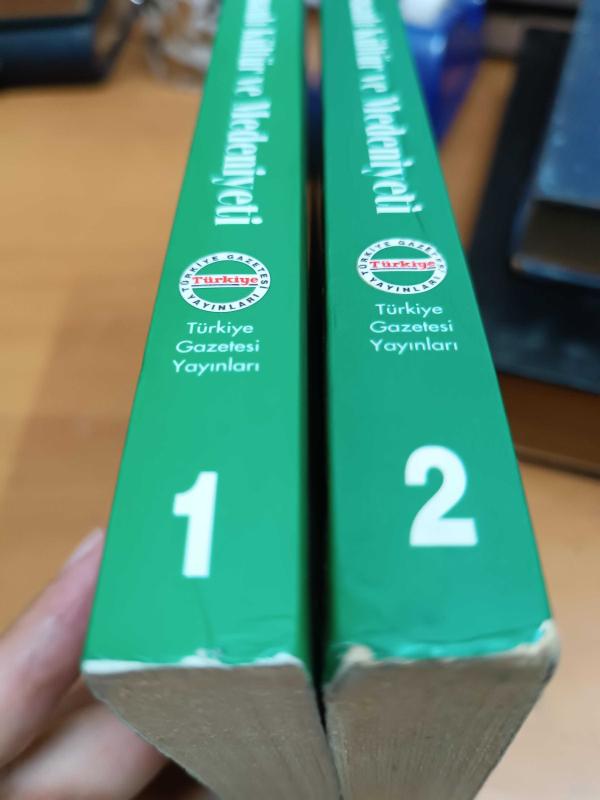 Kültür ve Medeniyeti
TÜRKİYE GAZETESİ
Türkiye
YAYINLARI
Türkiye
Gazetesi
Yayınları
1
Kültür ve Medeniyeti
TÜRKİYE GAZETESİ
Türkiye
YAYINLARI
Türkiye
Gazetesi
Yayınları
2